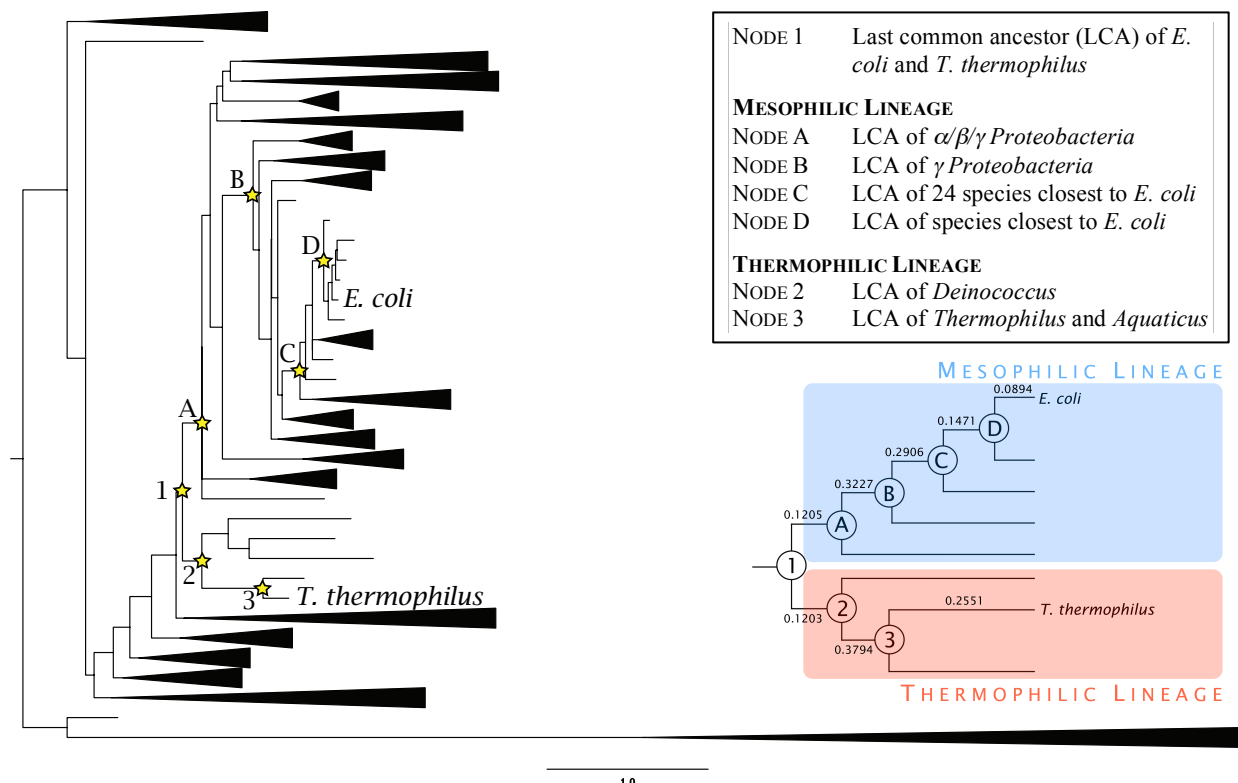 B
D
E. coli
C
A
1
2
3
T. thermophilus
NODE 1 Last common ancestor (LCA) of E.
coli and T. thermophilus
MESOPHILIC LINEAGE
NODE A LCA of α/β/γ Proteobacteria
NODE B LCA of γ Proteobacteria
NODE C LCA of 24 species closest to E. coli
NODE D LCA of species closest to E. coli
THERMOPHILIC LINEAGE
NODE 2 LCA of Deinococcus
NODE 3 LCA of Thermophilus and Aquaticus
MESOPHILIC LINEAGE
0.0894
E. coli
0.1471
D
0.2906
C
0.3227
B
0.1205
A
1
2
0.1203
0.2551
T. thermophilus
3
0.3794
THERMOPHILIC LINEAGE